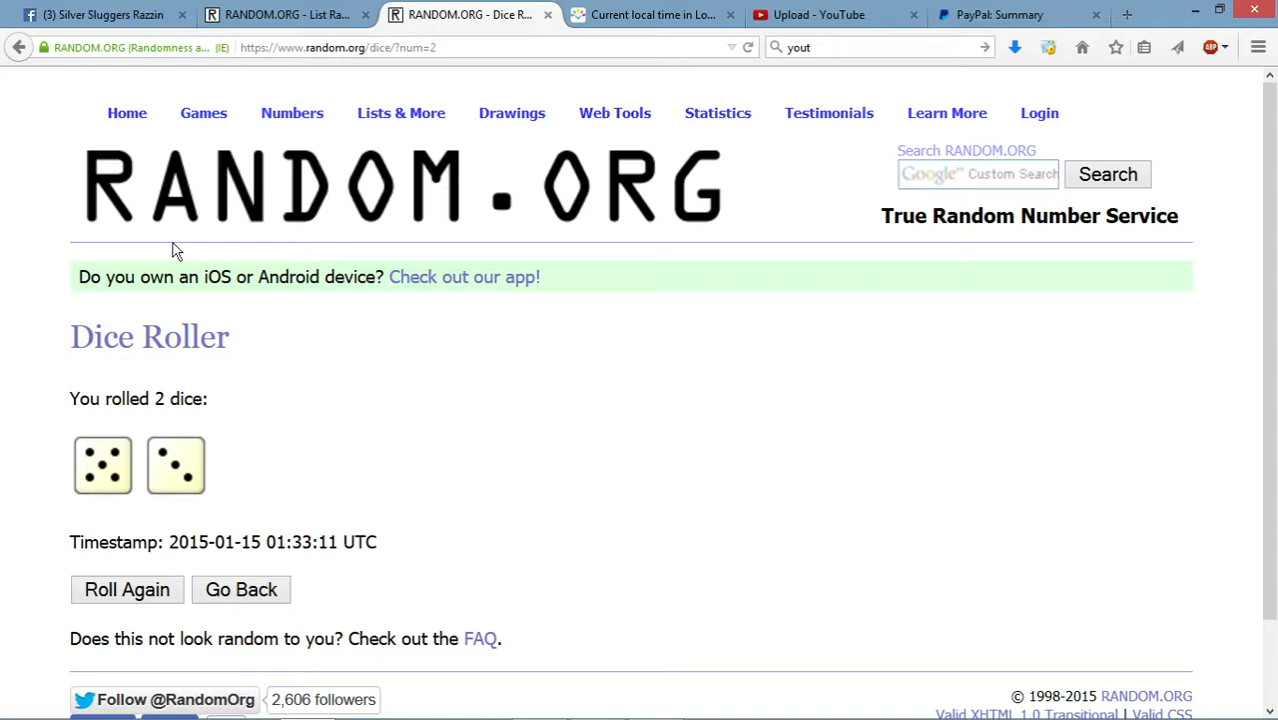 (3) Silver Sluggers Razzin
RANDOM.ORG - List Ra...
RANDOM.ORG - Dice R...
Current local time in Lo...
Upload - YouTube
PayPal: Summary
RANDOM.ORG (Randomness a... (IE)
https://www.random.org/dice/?num=2
yout
ABP
Home Games Numbers Lists & More Drawings Web Tools Statistics Testimonials Learn More Login
RANDOM.ORG
Search RANDOM.ORG
Google™ Custom Search
Search
True Random Number Service
Do you own an iOS or Android device? Check out our app!
Dice Roller
You rolled 2 dice:
Timestamp: 2015-01-15 01:33:11 UTC
Roll Again Go Back
Does this not look random to you? Check out the FAQ.
Follow @RandomOrg 2,606 followers
© 1998-2015 RANDOM.ORG
Valid XHTML 1.0 Transitional | Valid CSS